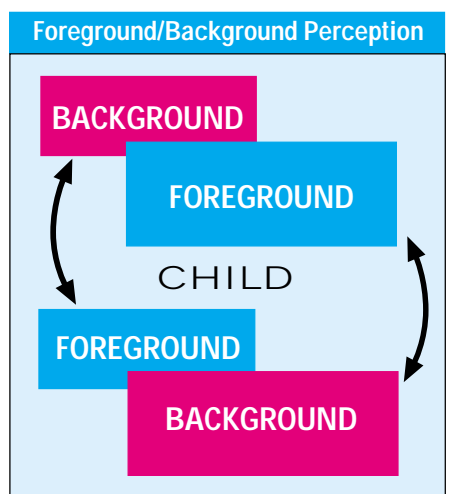 Foreground/Background Perception
BACKGROUND
FOREGROUND
CHILD
FOREGROUND
BACKGROUND